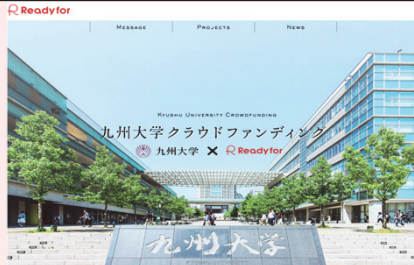 Readyfor
Message Projects News
Kyushu University Crowdfunding
九州大学クラウドファンディング
九州大学 × Readyfor
九州大学